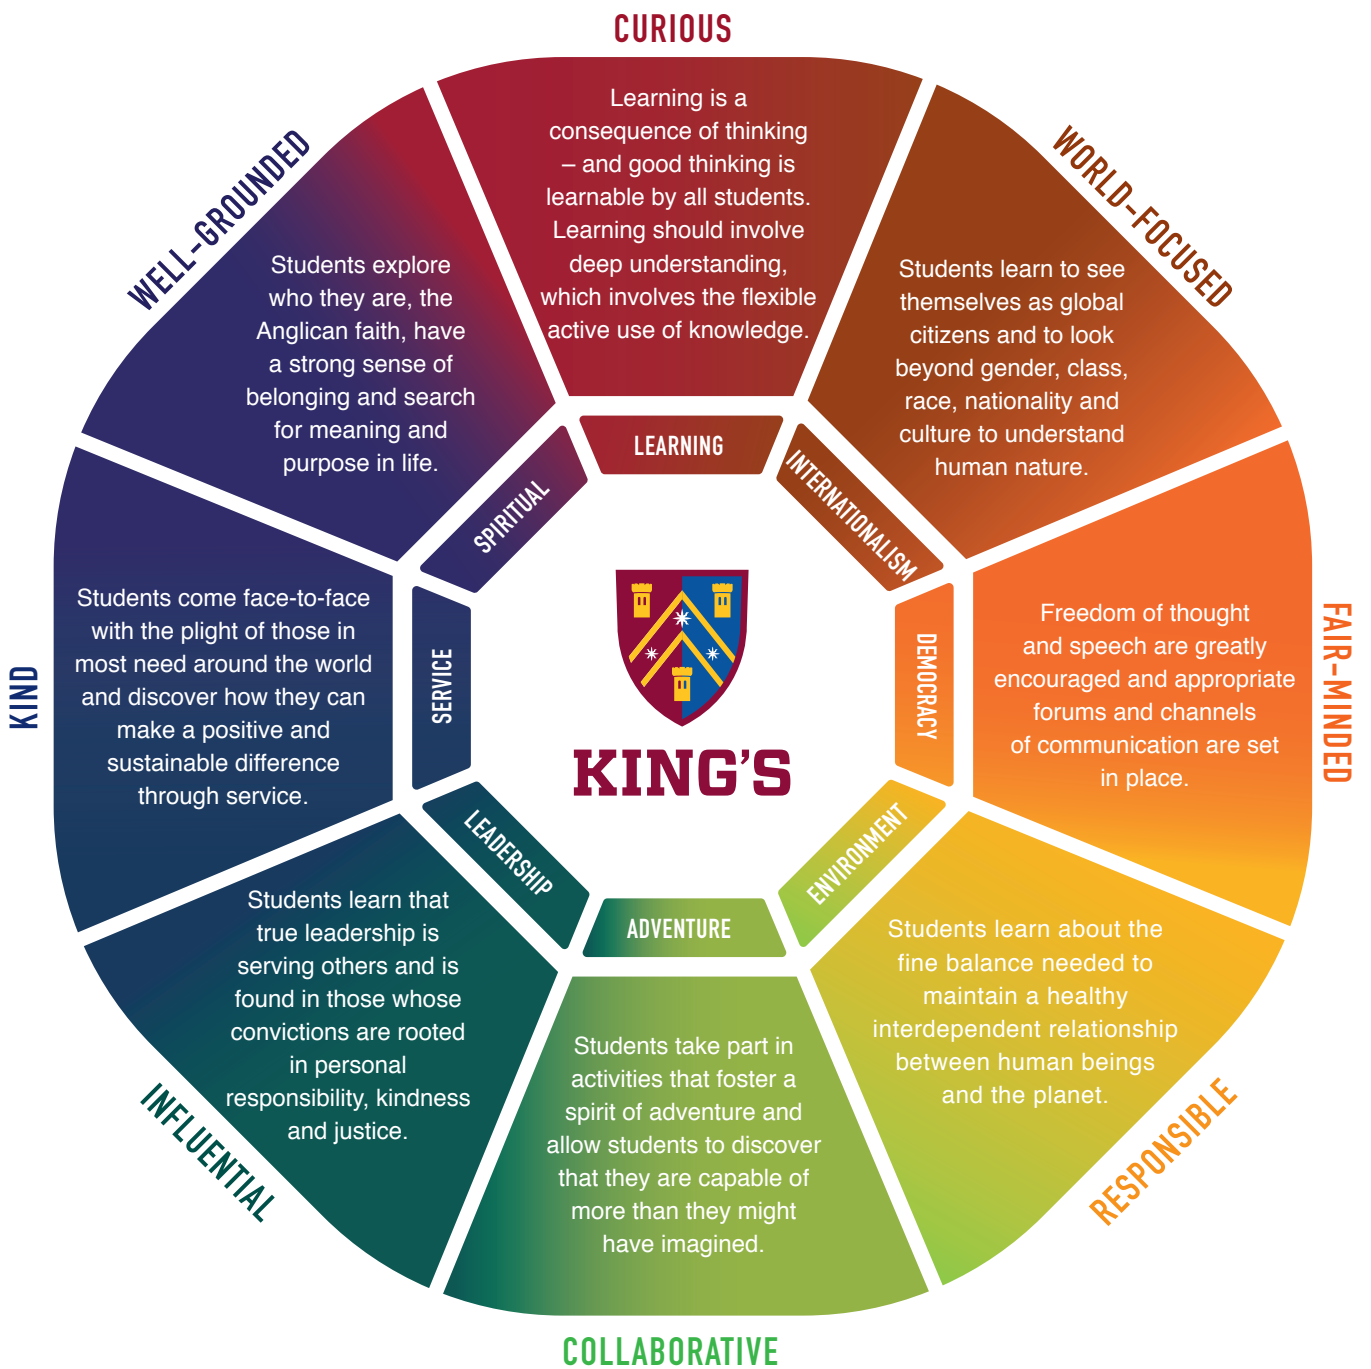 CURIOUS
Learning is a
consequence of thinking
– and good thinking is
learnable by all students.
Learning should involve
deep understanding,
which involves the flexible
active use of knowledge.
LEARNING
WORLD-FOCUSED
Students learn to see
themselves as global
citizens and to look
beyond gender, class,
race, nationality and
culture to understand
human nature.
INTERNATIONALISM
FAIR-MINDED
Freedom of thought
and speech are greatly
encouraged and appropriate
forums and channels
of communication are set
in place.
DEMOCRACY
RESPONSIBLE
Students learn about the
fine balance needed to
maintain a healthy
interdependent relationship
between human beings
and the planet.
ENVIRONMENT
COLLABORATIVE
Students take part in
activities that foster a
spirit of adventure and
allow students to discover
that they are capable of
more than they might
have imagined.
ADVENTURE
INFLUENTIAL
Students learn that
true leadership is
serving others and is
found in those whose
convictions are rooted
in personal
responsibility, kindness
and justice.
LEADERSHIP
KIND
Students come face-to-face
with the plight of those in
most need around the world
and discover how they can
make a positive and
sustainable difference
through service.
SERVICE
WELL-GROUNDED
Students explore
who they are, the
Anglican faith, have
a strong sense of
belonging and search
for meaning and
purpose in life.
SPIRITUAL
KING'S